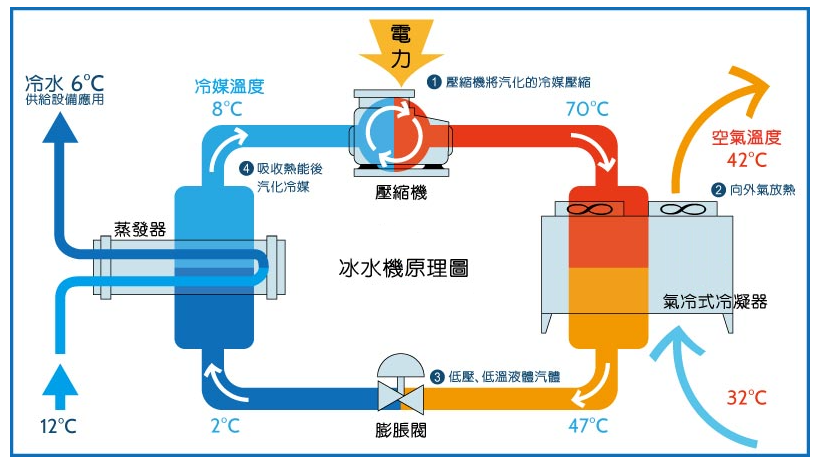 電
力
冷水 6°C
供給設備應用
冷媒溫度
8°C
❶ 壓縮機將汽化的冷媒壓縮
70°C
空氣溫度
42°C
❷ 向外氣放熱
❹ 吸收熱能後
汽化冷媒
壓縮機
蒸發器
冰水機原理圖
氣冷式冷凝器
❸ 低壓、低溫液體汽體
32°C
12°C
2°C
膨脹閥
47°C